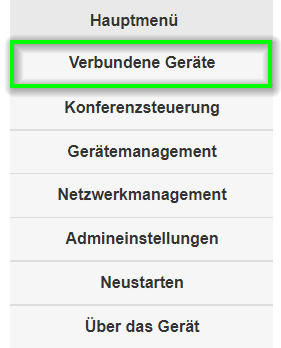 Hauptmenü
Verbundene Geräte
Konferenzsteuerung
Gerätemanagement
Netzwerkmanagement
Admineinstellungen
Neustarten
Über das Gerät